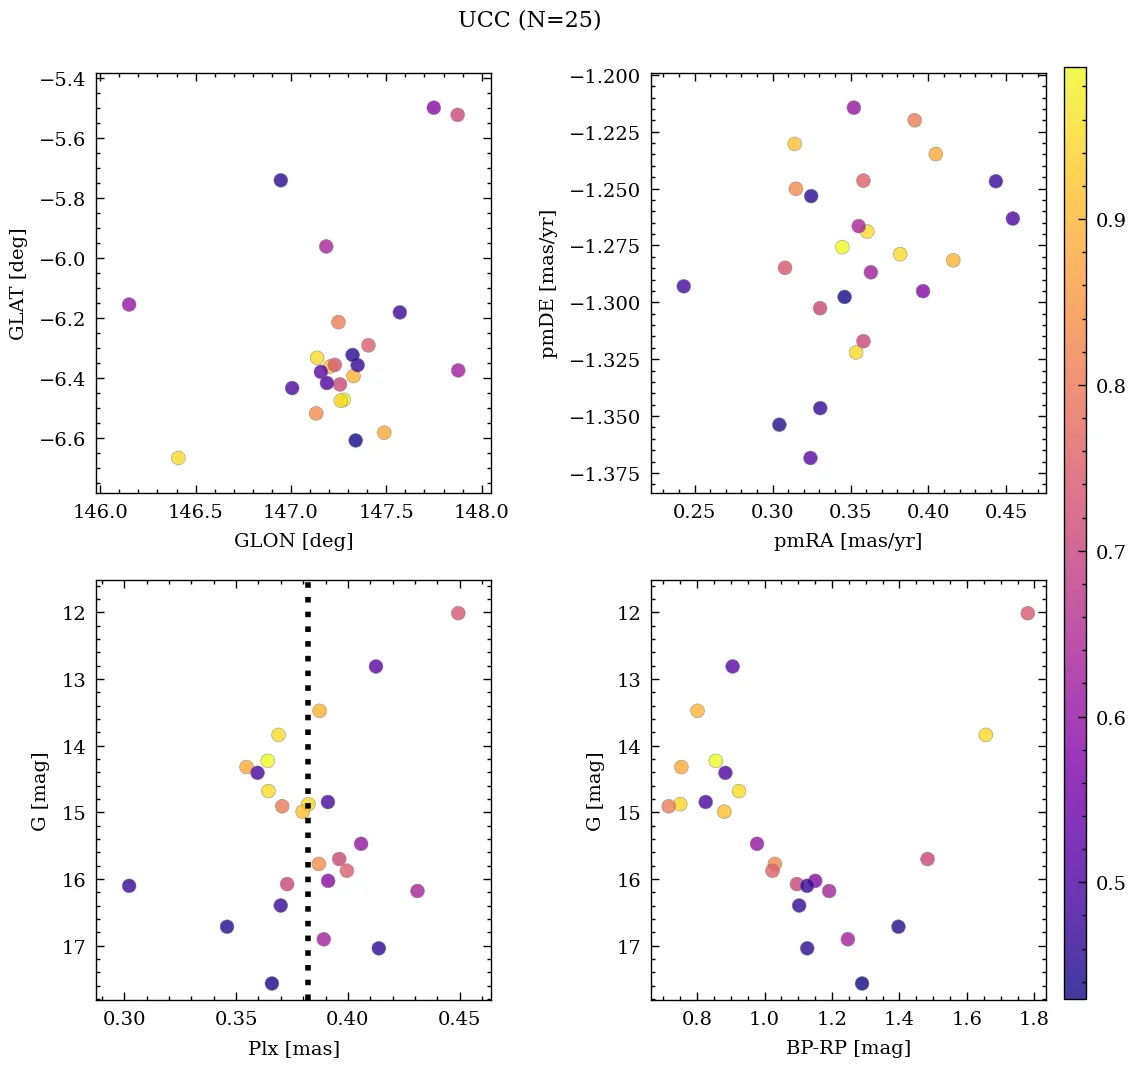 UCC (N=25)
−5.4
−5.6
−5.8
−6.0
−6.2
−6.4
−6.6
GLAT [deg]
146.0 146.5 147.0 147.5 148.0
GLON [deg]
−1.200
−1.225
−1.250
−1.275
−1.300
−1.325
−1.350
−1.375
pmDE [mas/yr]
0.25 0.30 0.35 0.40 0.45
pmRA [mas/yr]
12
13
14
15
16
17
G [mag]
0.30 0.35 0.40 0.45
Plx [mas]
12
13
14
15
16
17
G [mag]
0.8 1.0 1.2 1.4 1.6 1.8
BP-RP [mag]
0.9
0.8
0.7
0.6
0.5